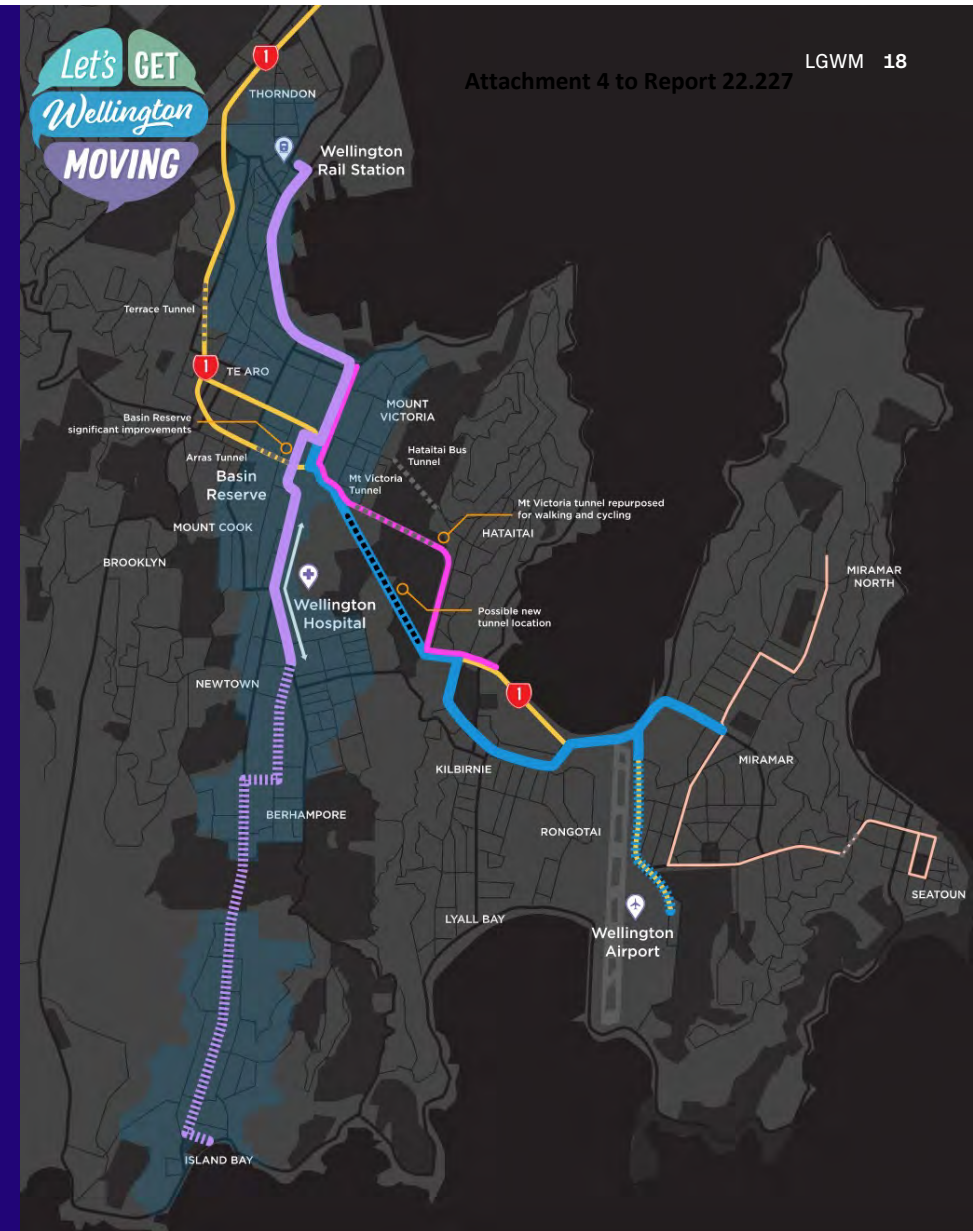 Let's GET
Wellington
MOVING
LGWM 18
Attachment 4 to Report 22.227
1
THORNDON
Wellington
Rail Station
Terrace Tunnel
1
TE ARO
MOUNT
VICTORIA
Basin Reserve
significant improvements
Arras Tunnel
Hataitai Bus
Tunnel
Basin
Reserve
Mt Victoria
Tunnel
Mt Victoria tunnel repurposed
for walking and cycling
MOUNT COOK
HATAITAI
BROOKLYN
MIRAMAR
NORTH
Wellington
Hospital
Possible new
tunnel location
NEWTOWN
1
KILBIRNIE
MIRAMAR
BERHAMPORE
RONGOTAI
SEATOUN
LYALL BAY
Wellington
Airport
ISLAND BAY